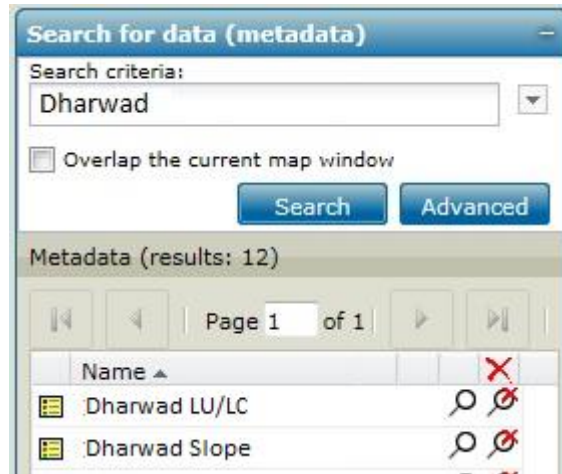 Search for data (metadata)
Search criteria:
Dharwad
Overlap the current map window
Search Advanced
Metadata (results: 12)
Page 1 of 1
Name
Dharwad LU/LC
Dharwad Slope